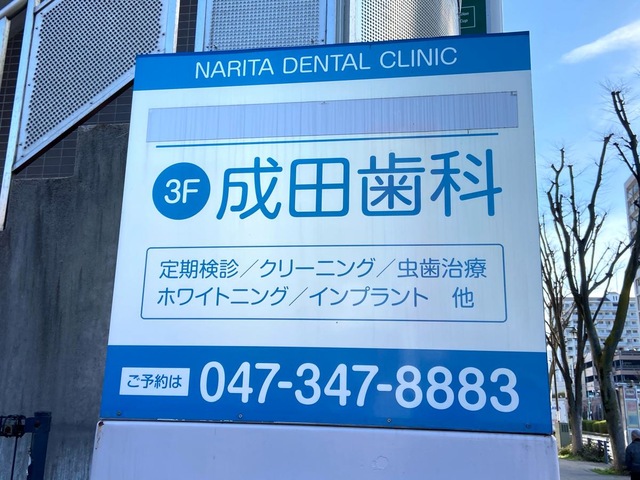 NARITA DENTAL CLINIC
3F 成田歯科
定期検診／クリーニング／虫歯治療
ホワイトニング／インプラント 他
ご予約は 047-347-8883